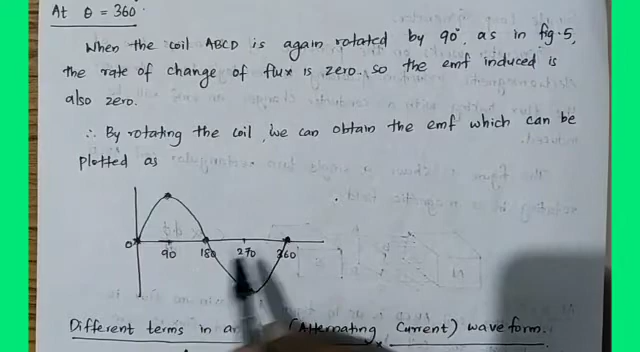 At θ = 360°
When the coil ABCD is again rotated by 90°, as in fig.5,
the rate of change of flux is zero. so the emf induced is
also zero.
∴ By rotating the coil, we can obtain the emf which can be
plotted as
0 90 180 270 360
Different terms in an (Alternating Current) waveform.